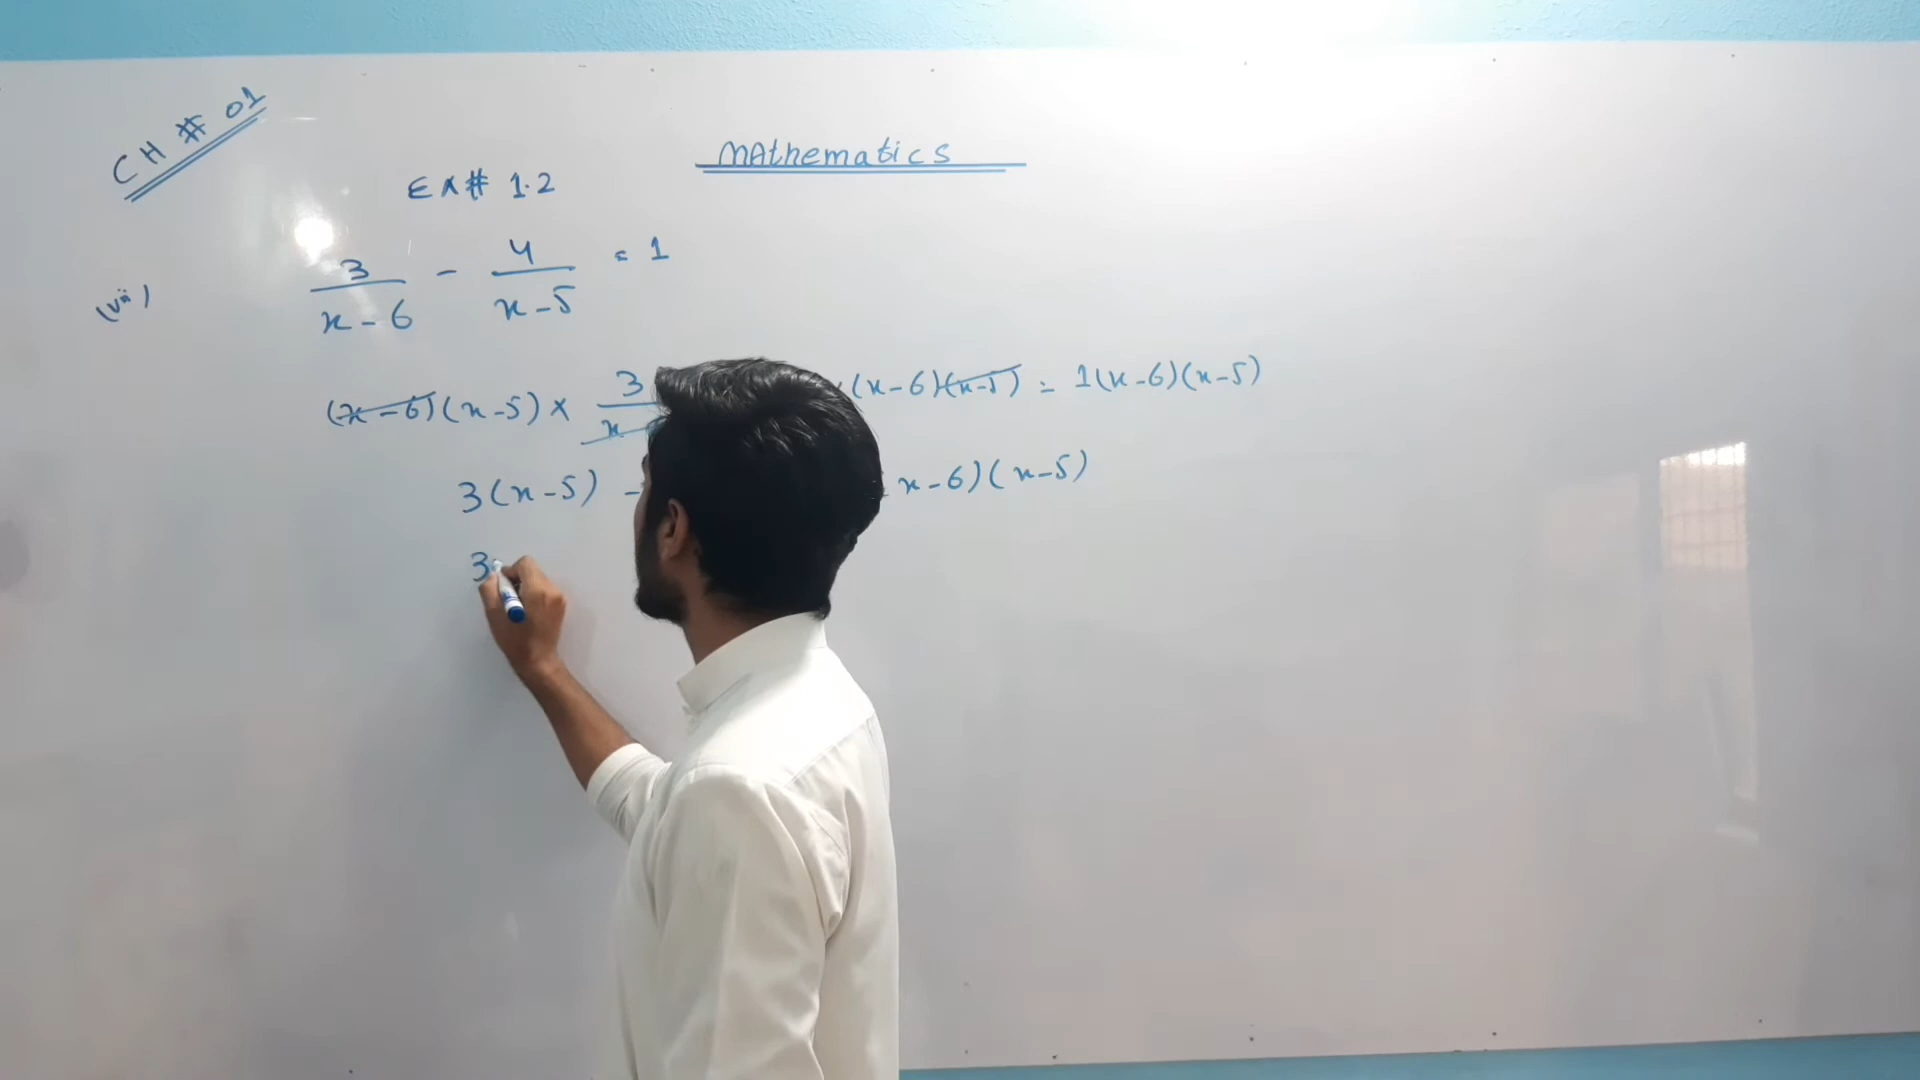 CH # 01
MAthematics
EX# 1.2
(vii) 3/(x-6) - 4/(x-5) = 1
(x-6)(x-5) × 3/x (x-6)(x-5) = 1(x-6)(x-5)
3(x-5) - x-6)(x-5)
3